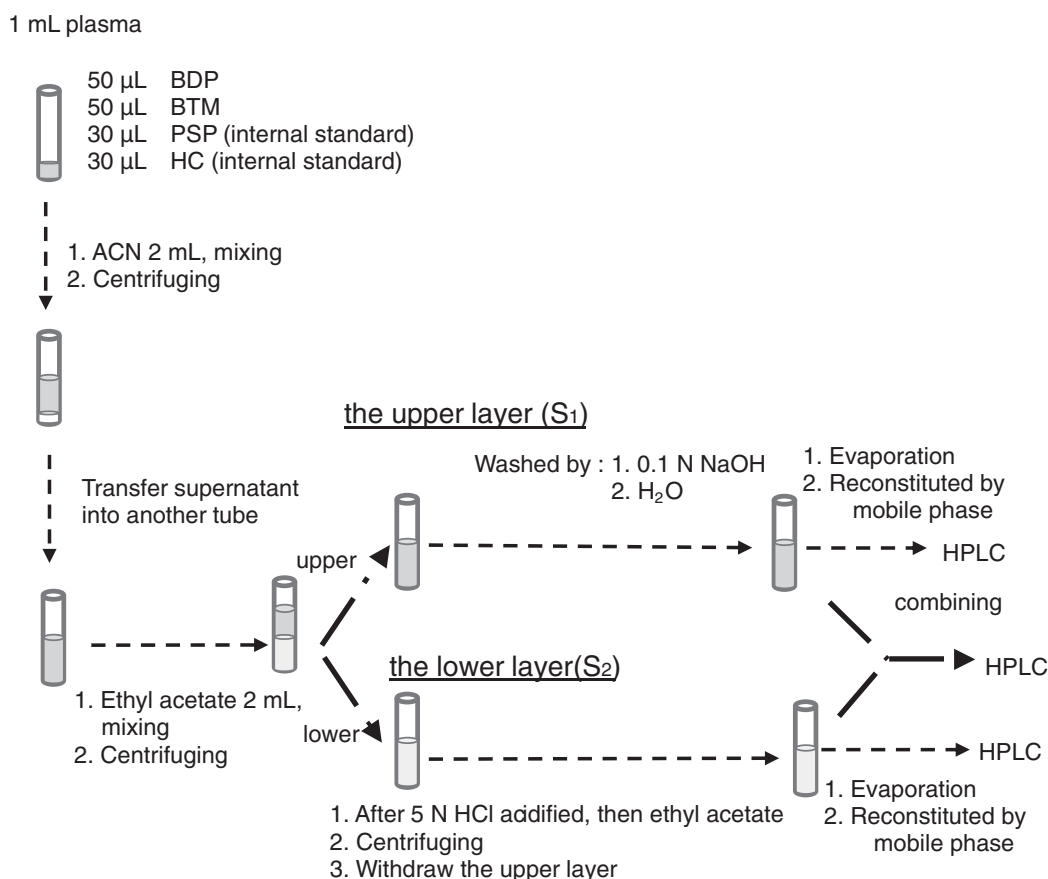 1 mL plasma
50 µL BDP
50 µL BTM
30 µL PSP (internal standard)
30 µL HC (internal standard)
1. ACN 2 mL, mixing
2. Centrifuging
Transfer supernatant
into another tube
1. Ethyl acetate 2 mL,
mixing
2. Centrifuging
the upper layer (S1)
upper
Washed by : 1. 0.1 N NaOH
2. H₂O
1. Evaporation
2. Reconstituted by
mobile phase
HPLC
combining
HPLC
the lower layer(S2)
lower
1. After 5 N HCl acidified, then ethyl acetate
2. Centrifuging
3. Withdraw the upper layer
HPLC
1. Evaporation
2. Reconstituted by
mobile phase